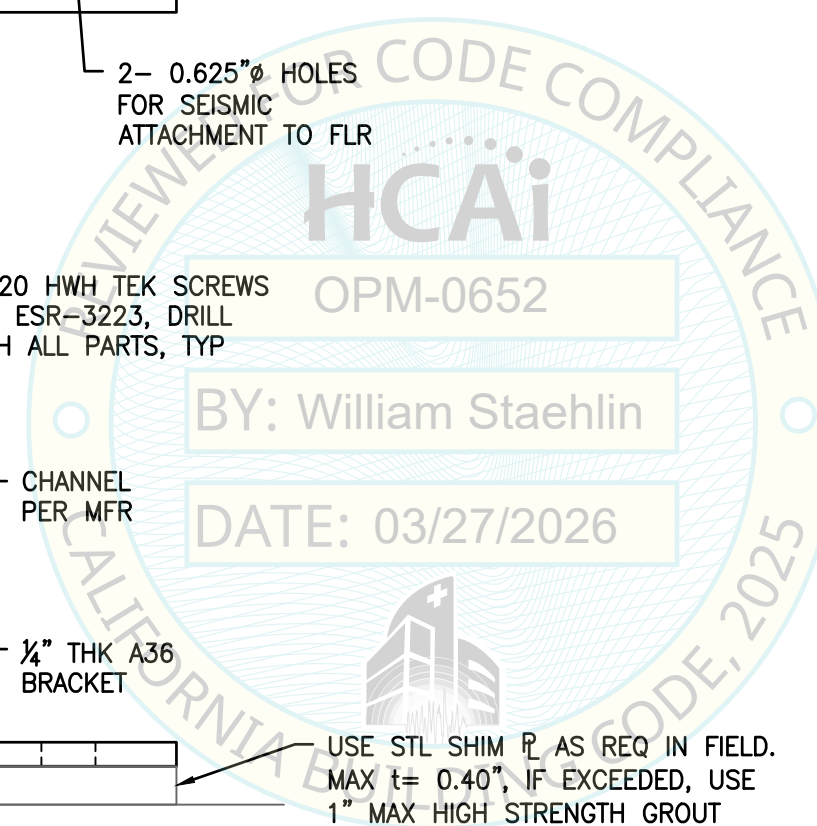 2- 0.625"ø HOLES
FOR SEISMIC
ATTACHMENT TO FLR
REVIEWED FOR CODE COMPLIANCE
HCAi
20 HWH TEK SCREWS
ESR-3223, DRILL
H ALL PARTS, TYP
OPM-0652
BY: William Staehlin
CHANNEL
PER MFR
DATE: 03/27/2026
¼" THK A36
BRACKET
CALIFORNIA BUILDING CODE, 2025
USE STL SHIM ⅊ AS REQ IN FIELD.
MAX t= 0.40", IF EXCEEDED, USE
1" MAX HIGH STRENGTH GROUT